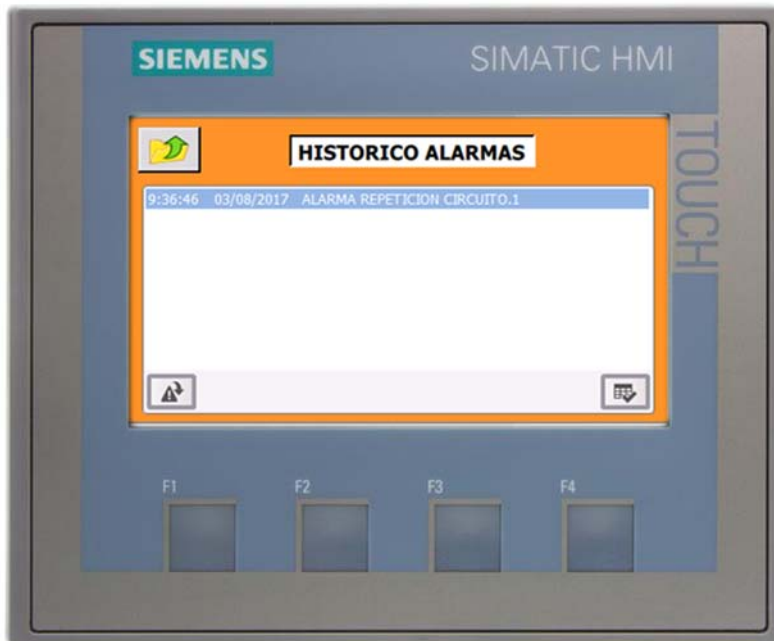 SIEMENS
SIMATIC HMI
TOUCH
HISTORICO ALARMAS
9:36:46 03/08/2017 ALARMA REPETICION CIRCUITO.1
F1 F2 F3 F4